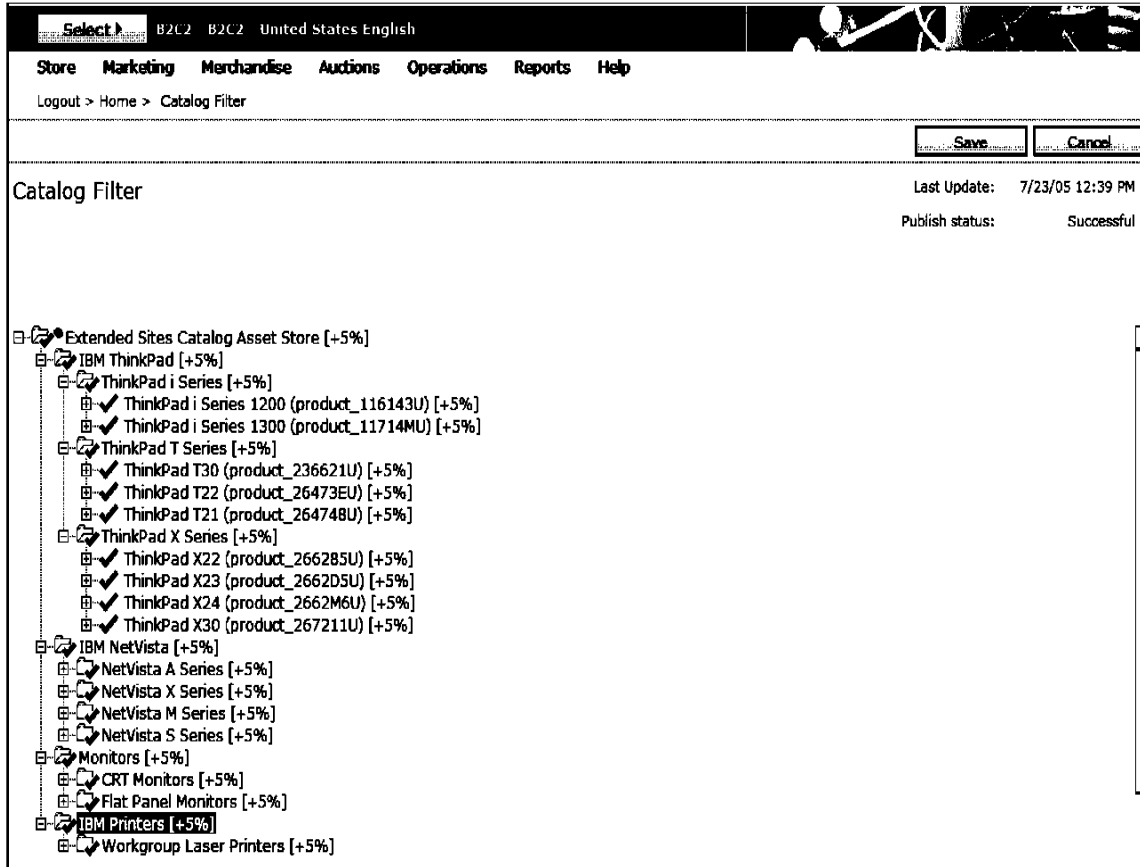 Select B2C2 B2C2 United States English
Store Marketing Merchandise Auctions Operations Reports Help
Logout > Home > Catalog Filter
Save Cancel
Catalog Filter
Last Update: 7/23/05 12:39 PM
Publish status: Successful
Extended Sites Catalog Asset Store [+5%]
IBM ThinkPad [+5%]
ThinkPad i Series [+5%]
ThinkPad i Series 1200 (product_116143U) [+5%]
ThinkPad i Series 1300 (product_11714MU) [+5%]
ThinkPad T Series [+5%]
ThinkPad T30 (product_236621U) [+5%]
ThinkPad T22 (product_26473EU) [+5%]
ThinkPad T21 (product_264748U) [+5%]
ThinkPad X Series [+5%]
ThinkPad X22 (product_266285U) [+5%]
ThinkPad X23 (product_2662D5U) [+5%]
ThinkPad X24 (product_2662M6U) [+5%]
ThinkPad X30 (product_267211U) [+5%]
IBM NetVista [+5%]
NetVista A Series [+5%]
NetVista X Series [+5%]
NetVista M Series [+5%]
NetVista S Series [+5%]
Monitors [+5%]
CRT Monitors [+5%]
Flat Panel Monitors [+5%]
IBM Printers [+5%]
Workgroup Laser Printers [+5%]